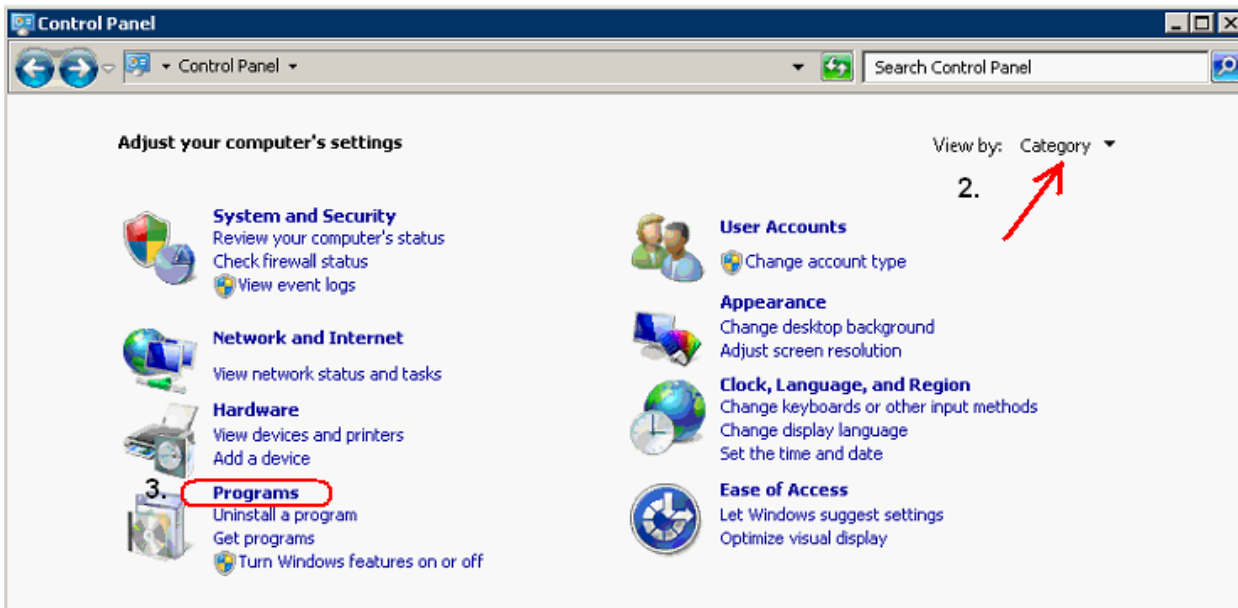 Control Panel
Control Panel
Search Control Panel
Adjust your computer's settings
View by: Category
2.
System and Security
Review your computer's status
Check firewall status
View event logs
Network and Internet
View network status and tasks
Hardware
View devices and printers
Add a device
3. Programs
Uninstall a program
Get programs
Turn Windows features on or off
User Accounts
Change account type
Appearance
Change desktop background
Adjust screen resolution
Clock, Language, and Region
Change keyboards or other input methods
Change display language
Set the time and date
Ease of Access
Let Windows suggest settings
Optimize visual display